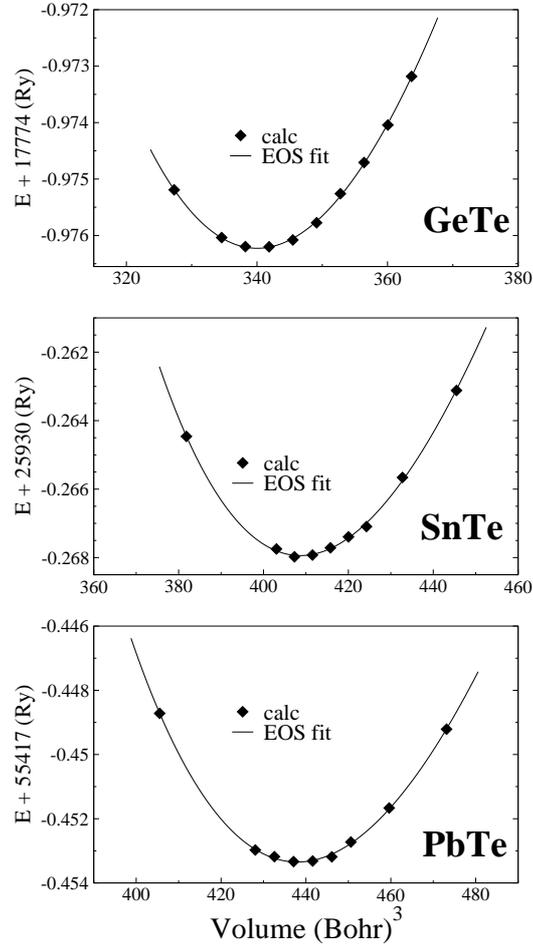 -0.972
-0.973
-0.974
-0.975
-0.976
E + 17774 (Ry)
calc
EOS fit
GeTe
320 340 360 380
-0.262
-0.264
-0.266
-0.268
E + 25930 (Ry)
calc
EOS fit
SnTe
360 380 400 420 440 460
-0.446
-0.448
-0.45
-0.452
-0.454
E + 55417 (Ry)
calc
EOS fit
PbTe
400 420 440 460 480
Volume (Bohr)³